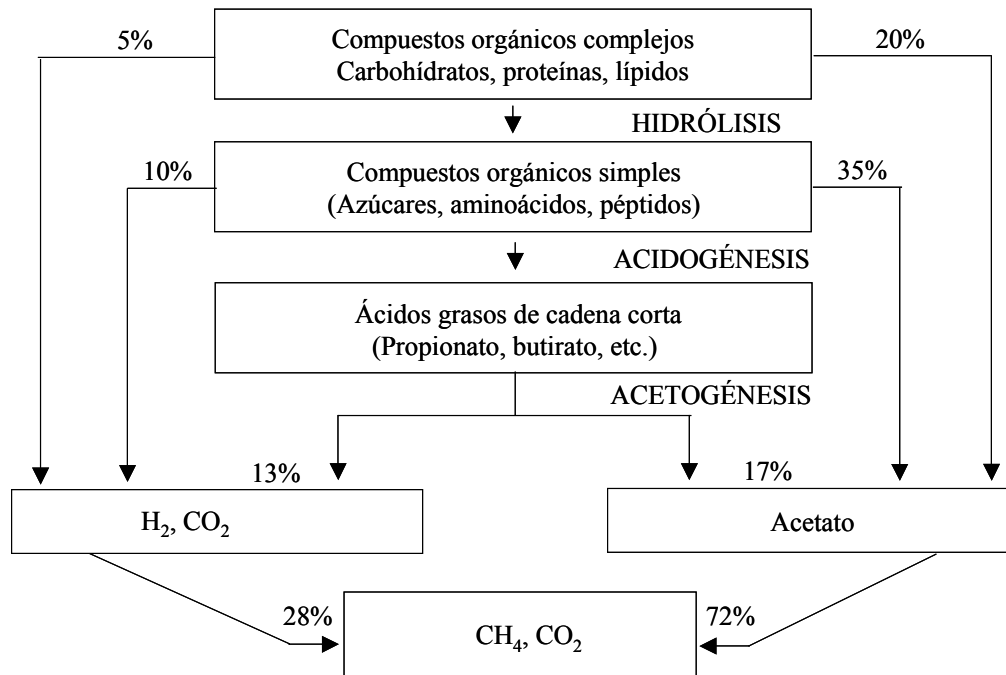 5%
Compuestos orgánicos complejos
Carbohídratos, proteínas, lípidos
20%
HIDRÓLISIS
10%
Compuestos orgánicos simples
(Azúcares, aminoácidos, péptidos)
35%
ACIDOGÉNESIS
Ácidos grasos de cadena corta
(Propionato, butirato, etc.)
ACETOGÉNESIS
13%
17%
H₂, CO₂
Acetato
28%
CH₄, CO₂
72%